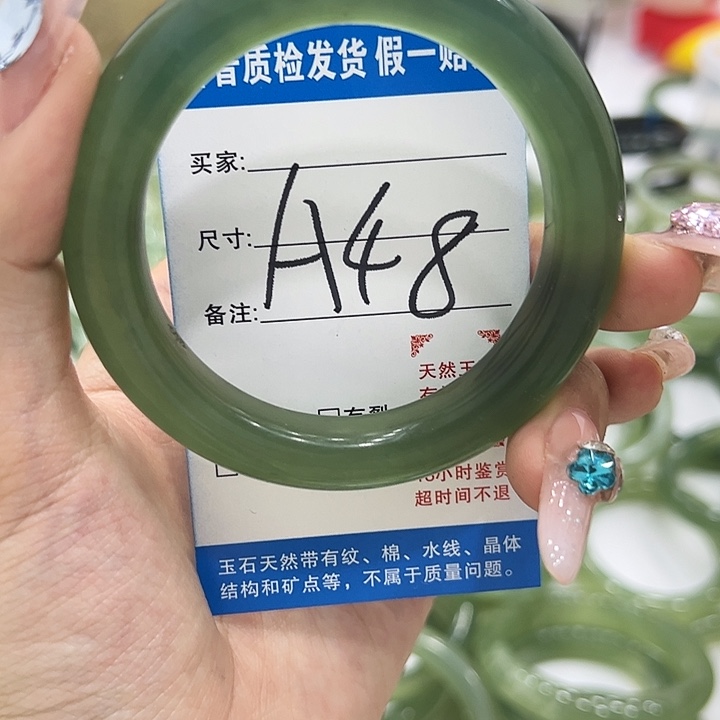 质检发货 假一赔
买家:
尺寸:
A48
备注:
天然玉
有裂
小时鉴赏
超时间不退
玉石天然带有纹、棉、水线、晶体
结构和矿点等，不属于质量问题。